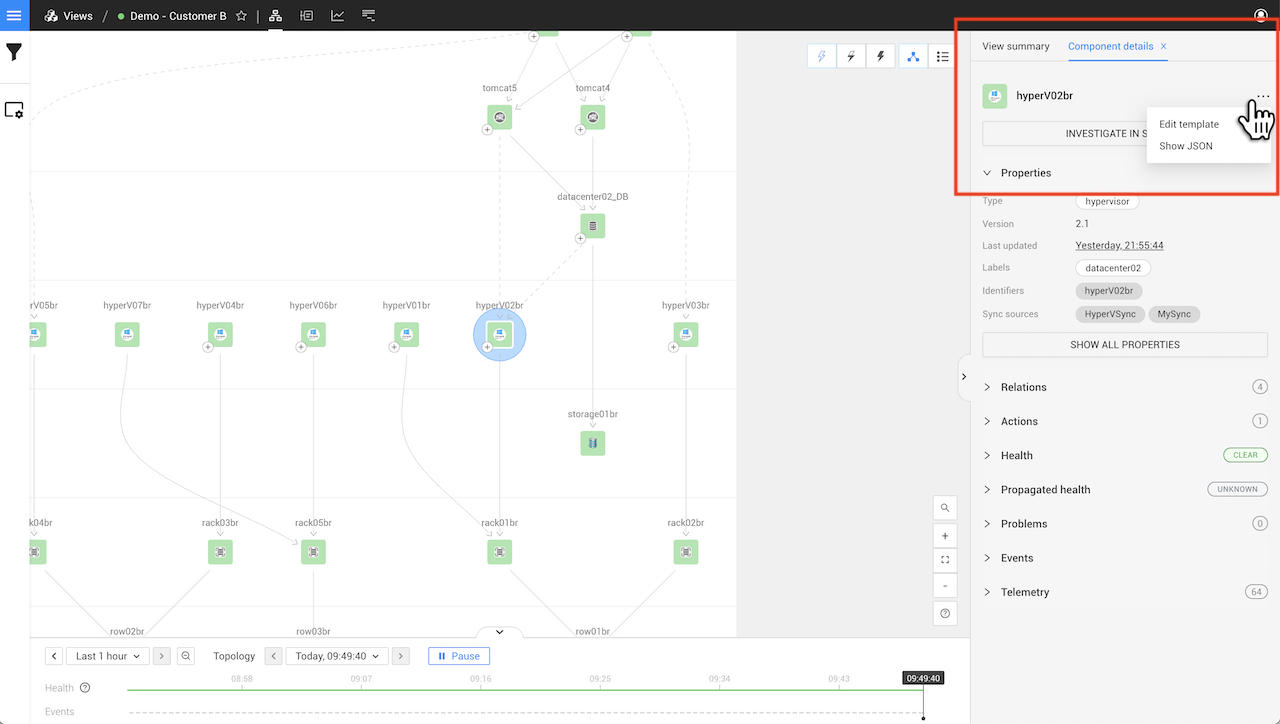 Views / Demo - Customer B
View summary
Component details x
hyperV02br
...
Edit template
Show JSON
INVESTIGATE IN S
Properties
Type hypervisor
Version 2.1
Last updated Yesterday, 21:55:44
Labels datacenter02
Identifiers hyperV02br
Sync sources HyperVSync MySync
SHOW ALL PROPERTIES
Relations 4
Actions 1
Health CLEAR
Propagated health UNKNOWN
Problems 0
Events
Telemetry 64
tomcat5 tomcat4
datacenter02_DB
rV05br hyperV07br hyperV04br hyperV06br hyperV01br hyperV02br hyperV03br
storage01br
k04br rack03br rack05br rack01br rack02br
row02br row03br row01br
Last 1 hour Topology Today, 09:49:40 Pause
08:58 09:07 09:16 09:25 09:34 09:43 09:49:40
Health
Events